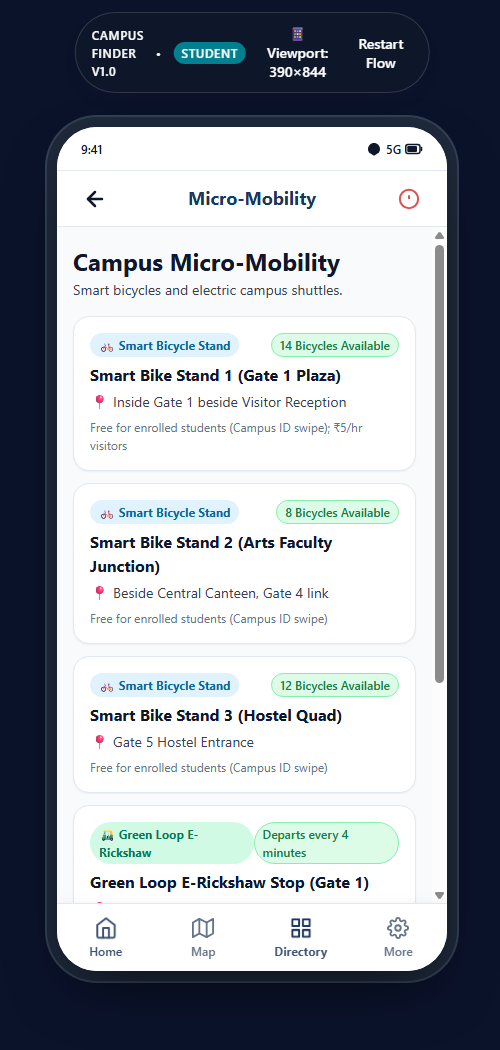 CAMPUS
FINDER
V1.0
•
STUDENT
Viewport:
390×844
Restart
Flow
9:41
5G
Micro-Mobility
Campus Micro-Mobility
Smart bicycles and electric campus shuttles.
Smart Bicycle Stand
14 Bicycles Available
Smart Bike Stand 1 (Gate 1 Plaza)
Inside Gate 1 beside Visitor Reception
Free for enrolled students (Campus ID swipe); ₹5/hr
visitors
Smart Bicycle Stand
8 Bicycles Available
Smart Bike Stand 2 (Arts Faculty
Junction)
Beside Central Canteen, Gate 4 link
Free for enrolled students (Campus ID swipe)
Smart Bicycle Stand
12 Bicycles Available
Smart Bike Stand 3 (Hostel Quad)
Gate 5 Hostel Entrance
Free for enrolled students (Campus ID swipe)
Green Loop E-
Rickshaw
Departs every 4
minutes
Green Loop E-Rickshaw Stop (Gate 1)
Home
Map
Directory
More